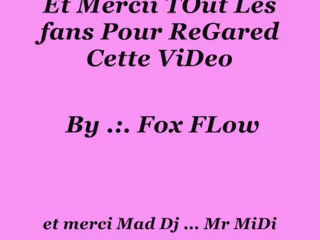 Et Mercii TOut Les
fans Pour ReGared
Cette ViDeo
By .:. Fox FLow
et merci Mad Dj ... Mr MiDi